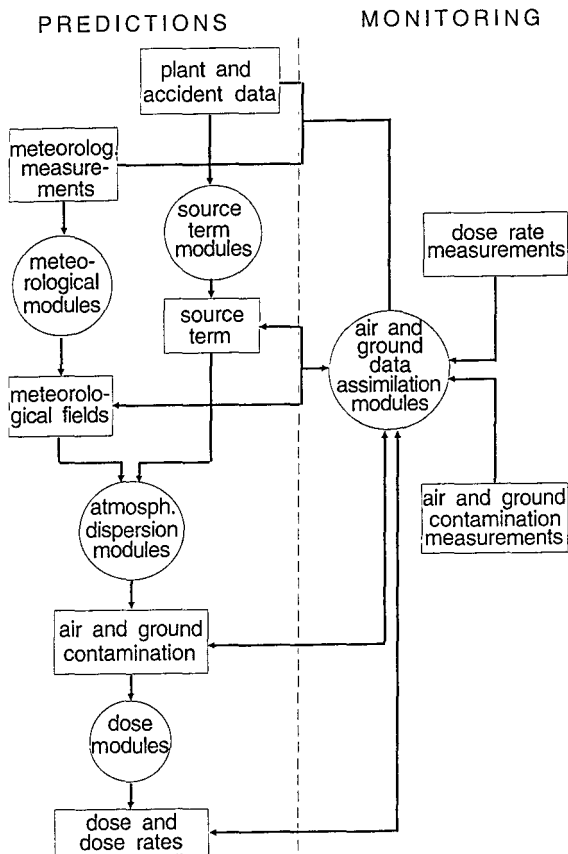 PREDICTIONS
MONITORING
plant and
accident data
meteorolog.
measure-
ments
source
term modules
meteo-
rological
modules
source
term
meteorolo-
gical fields
dose rate
measurements
air and
ground
data
assimilation
modules
air and ground
contamination
measurements
atmosph.
dispersion
modules
air and ground
contamination
dose
modules
dose and
dose rates